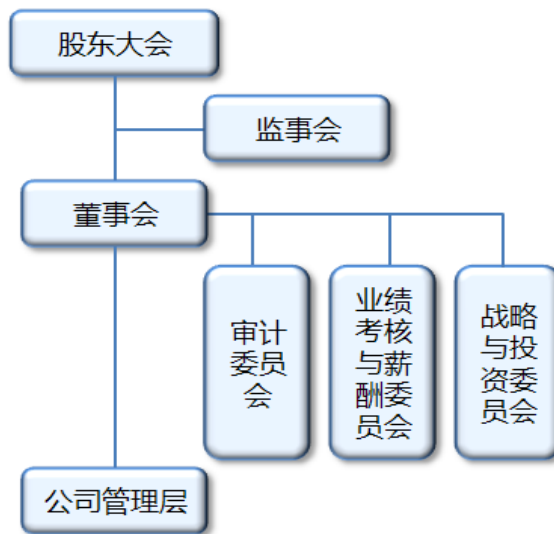 股东大会
监事会
董事会
审计
委员
会
业绩
考核
与薪
酬委
员会
战略
与投
资委
员会
公司管理层